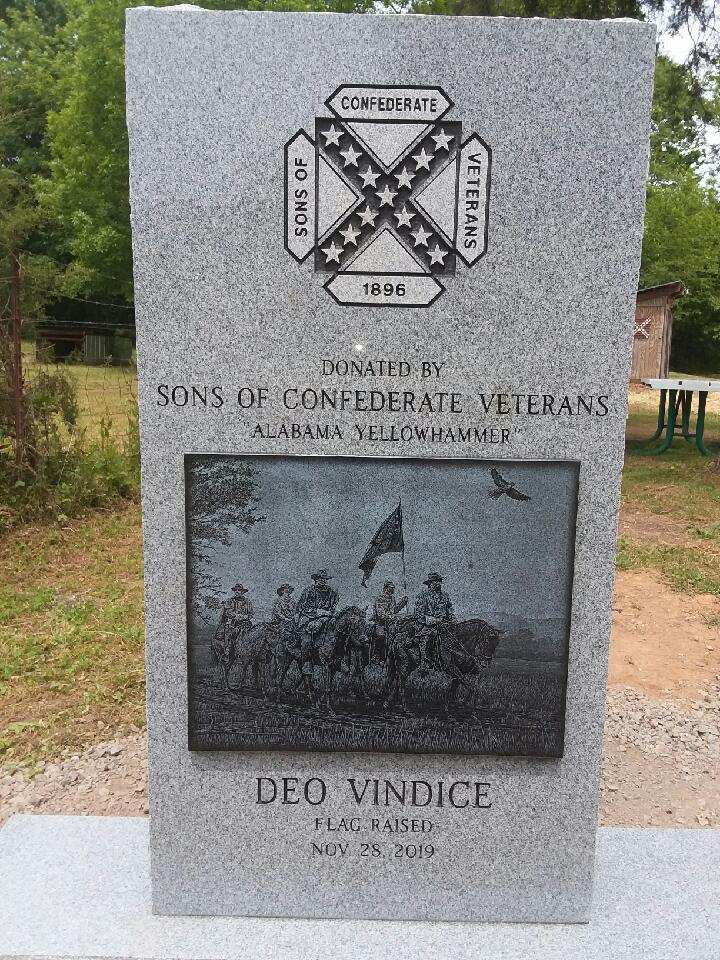 CONFEDERATE
SONS OF
VETERANS
1896
DONATED BY
SONS OF CONFEDERATE VETERANS
"ALABAMA YELLOWHAMMER"
DEO VINDICE
FLAG RAISED
NOV 28, 2019